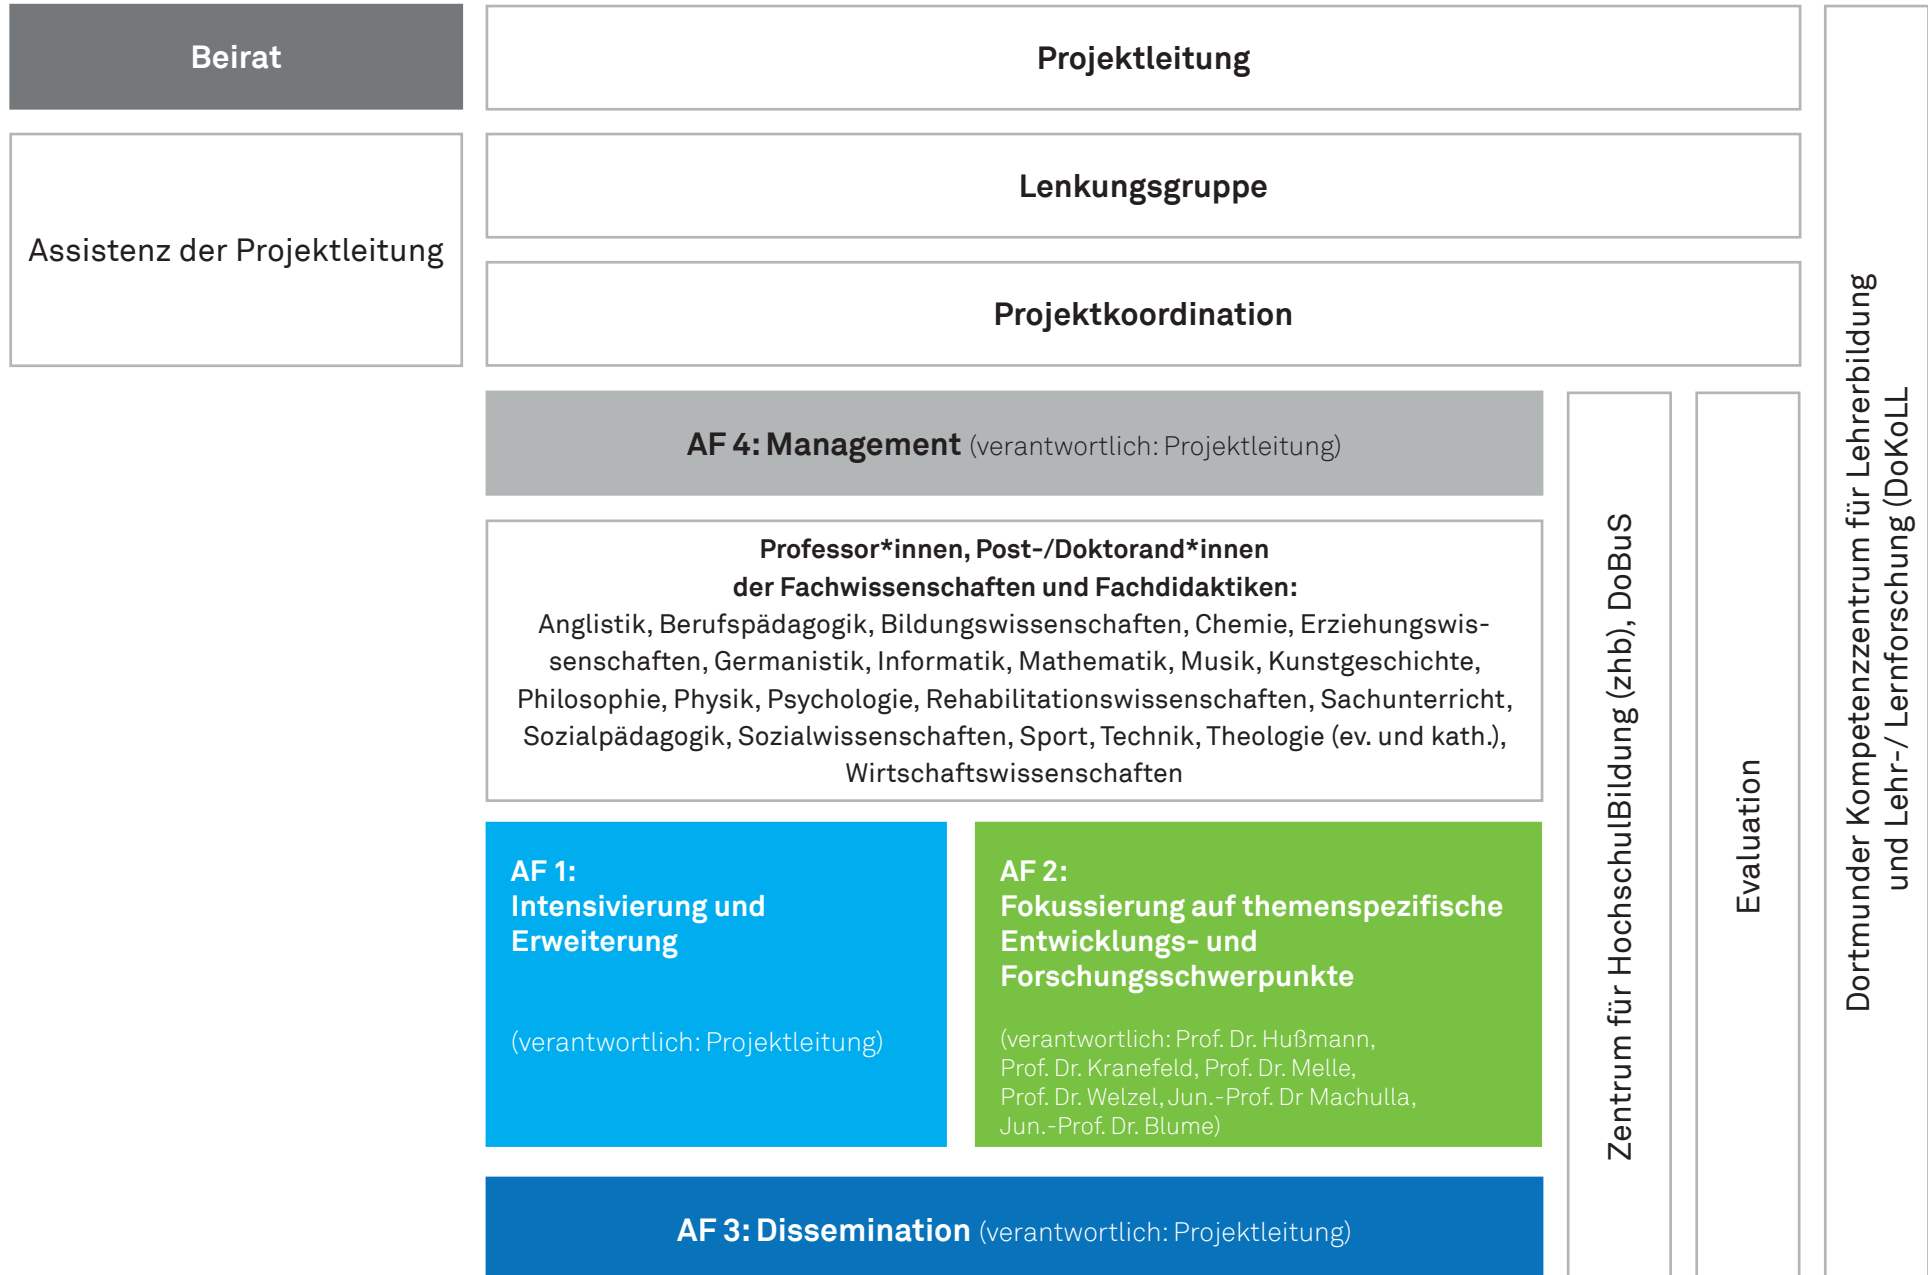 Beirat
Projektleitung
Assistenz der Projektleitung
Lenkungsgruppe
Projektkoordination
AF 4: Management (verantwortlich: Projektleitung)
Professor*innen, Post-/Doktorand*innen
der Fachwissenschaften und Fachdidaktiken:
Anglistik, Berufspädagogik, Bildungswissenschaften, Chemie, Erziehungswis-
senschaften, Germanistik, Informatik, Mathematik, Musik, Kunstgeschichte,
Philosophie, Physik, Psychologie, Rehabilitationswissenschaften, Sachunterricht,
Sozialpädagogik, Sozialwissenschaften, Sport, Technik, Theologie (ev. und kath.),
Wirtschaftswissenschaften
AF 1:
Intensivierung und
Erweiterung
(verantwortlich: Projektleitung)
AF 2:
Fokussierung auf themenspezifische
Entwicklungs- und
Forschungsschwerpunkte
(verantwortlich: Prof. Dr. Hußmann,
Prof. Dr. Kranefeld, Prof. Dr. Melle,
Prof. Dr. Welzel, Jun.-Prof. Dr Machulla,
Jun.-Prof. Dr. Blume)
AF 3: Dissemination (verantwortlich: Projektleitung)
Zentrum für HochschulBildung (zhb), DoBuS
Evaluation
Dortmunder Kompetenzzentrum für Lehrerbildung
und Lehr-/ Lernforschung (DoKoLL